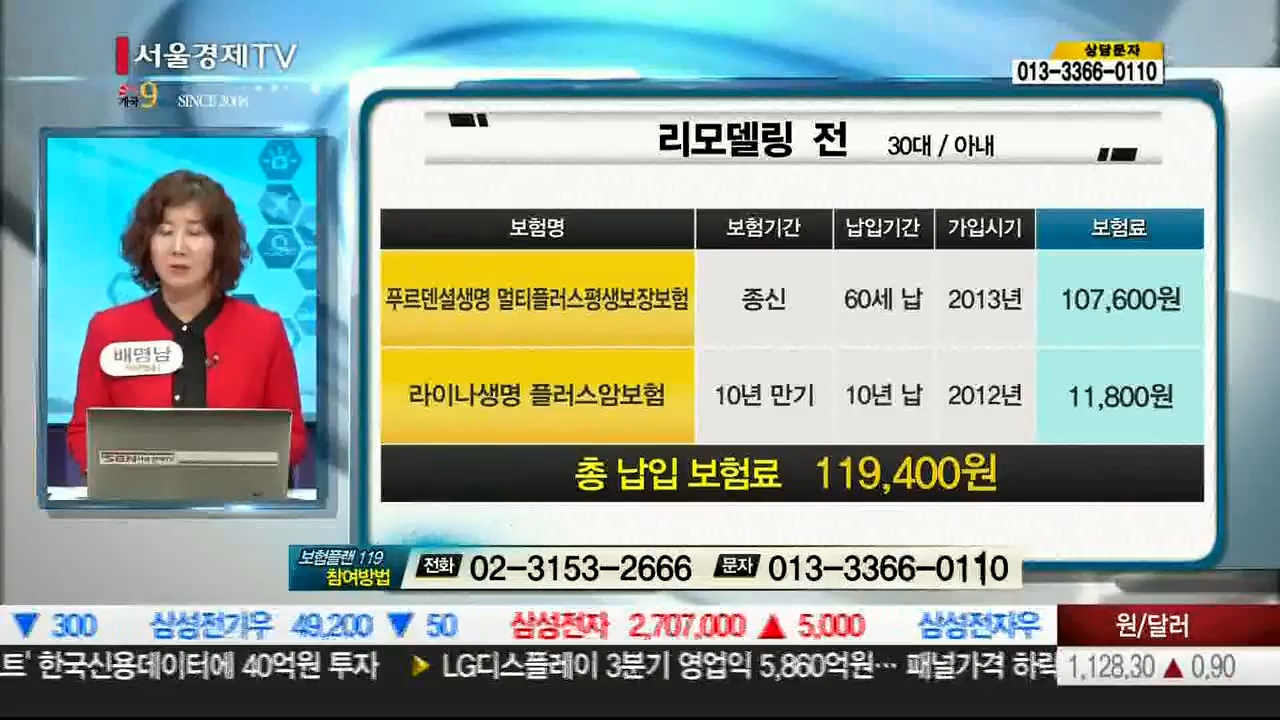 서울경제TV
상담문자
013-3366-0110
개국 9 SINCE 2008
리모델링 전 30대 / 아내
보험명 보험기간 납입기간 가입시기 보험료
푸르덴셜생명 멀티플러스평생보장보험 종신 60세 납 2013년 107,600원
라이나생명 플러스암보험 10년 만기 10년 납 2012년 11,800원
총 납입 보험료 119,400원
배명남
보험플랜 119
참여방법
전화 02-3153-2666 문자 013-3366-0110
▼ 300 삼성전기우 49,200 ▼ 50 삼성전자 2,707,000 ▲ 5,000 삼성전자우
원/달러
트' 한국신용데이터에 40억원 투자 ▶ LG디스플레이 3분기 영업익 5,860억원… 패널가격 하락
1,128,30 ▲ 0,90